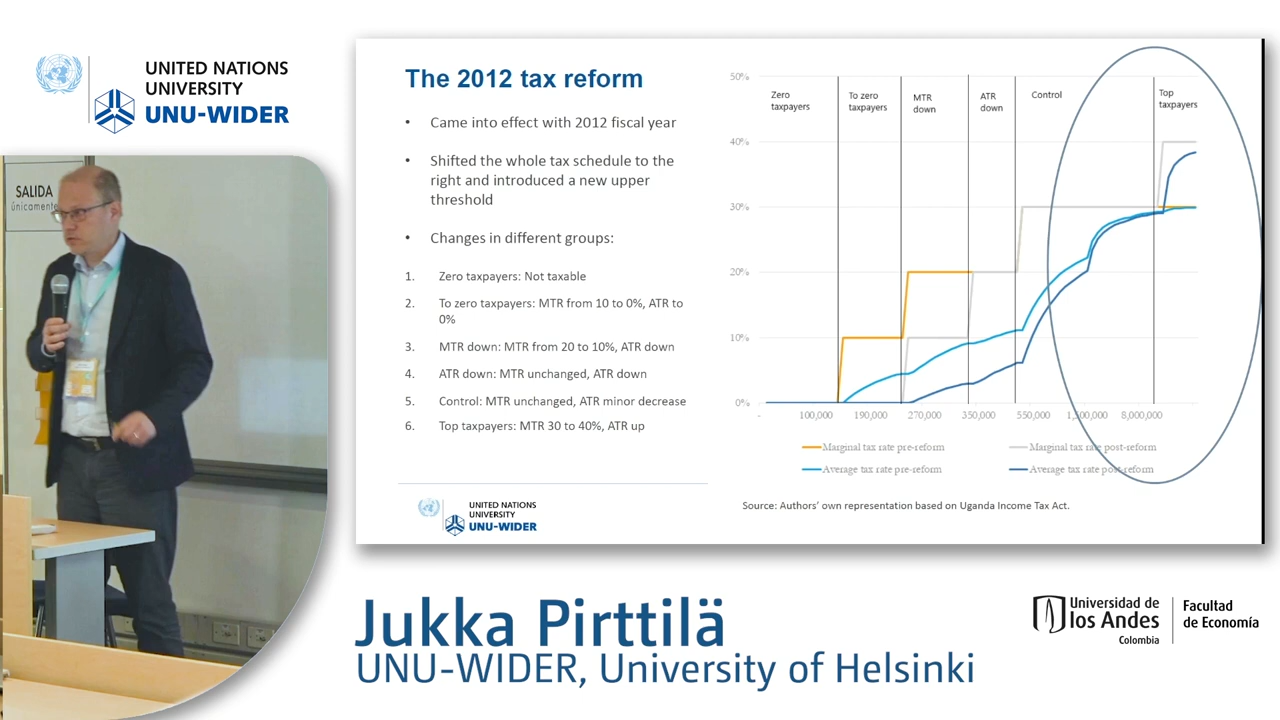 UNITED NATIONS
UNIVERSITY
UNU-WIDER
SALIDA
únicamente
The 2012 tax reform
• Came into effect with 2012 fiscal year
• Shifted the whole tax schedule to the
right and introduced a new upper
threshold
• Changes in different groups:
1. Zero taxpayers: Not taxable
2. To zero taxpayers: MTR from 10 to 0%, ATR to
0%
3. MTR down: MTR from 20 to 10%, ATR down
4. ATR down: MTR unchanged, ATR down
5. Control: MTR unchanged, ATR minor decrease
6. Top taxpayers: MTR 30 to 40%, ATR up
UNITED NATIONS
UNIVERSITY
UNU-WIDER
50%
40%
30%
20%
10%
0%
Zero
taxpayers
To zero
taxpayers
MTR
down
ATR
down
Control
Top
taxpayers
- 100,000 190,000 270,000 350,000 550,000 1,300,000 8,000,000
Marginal tax rate pre-reform Marginal tax rate post-reform
Average tax rate pre-reform Average tax rate post-reform
Source: Authors' own representation based on Uganda Income Tax Act.
Jukka Pirttilä
UNU-WIDER, University of Helsinki
Universidad de
los Andes
Colombia
Facultad
de Economía